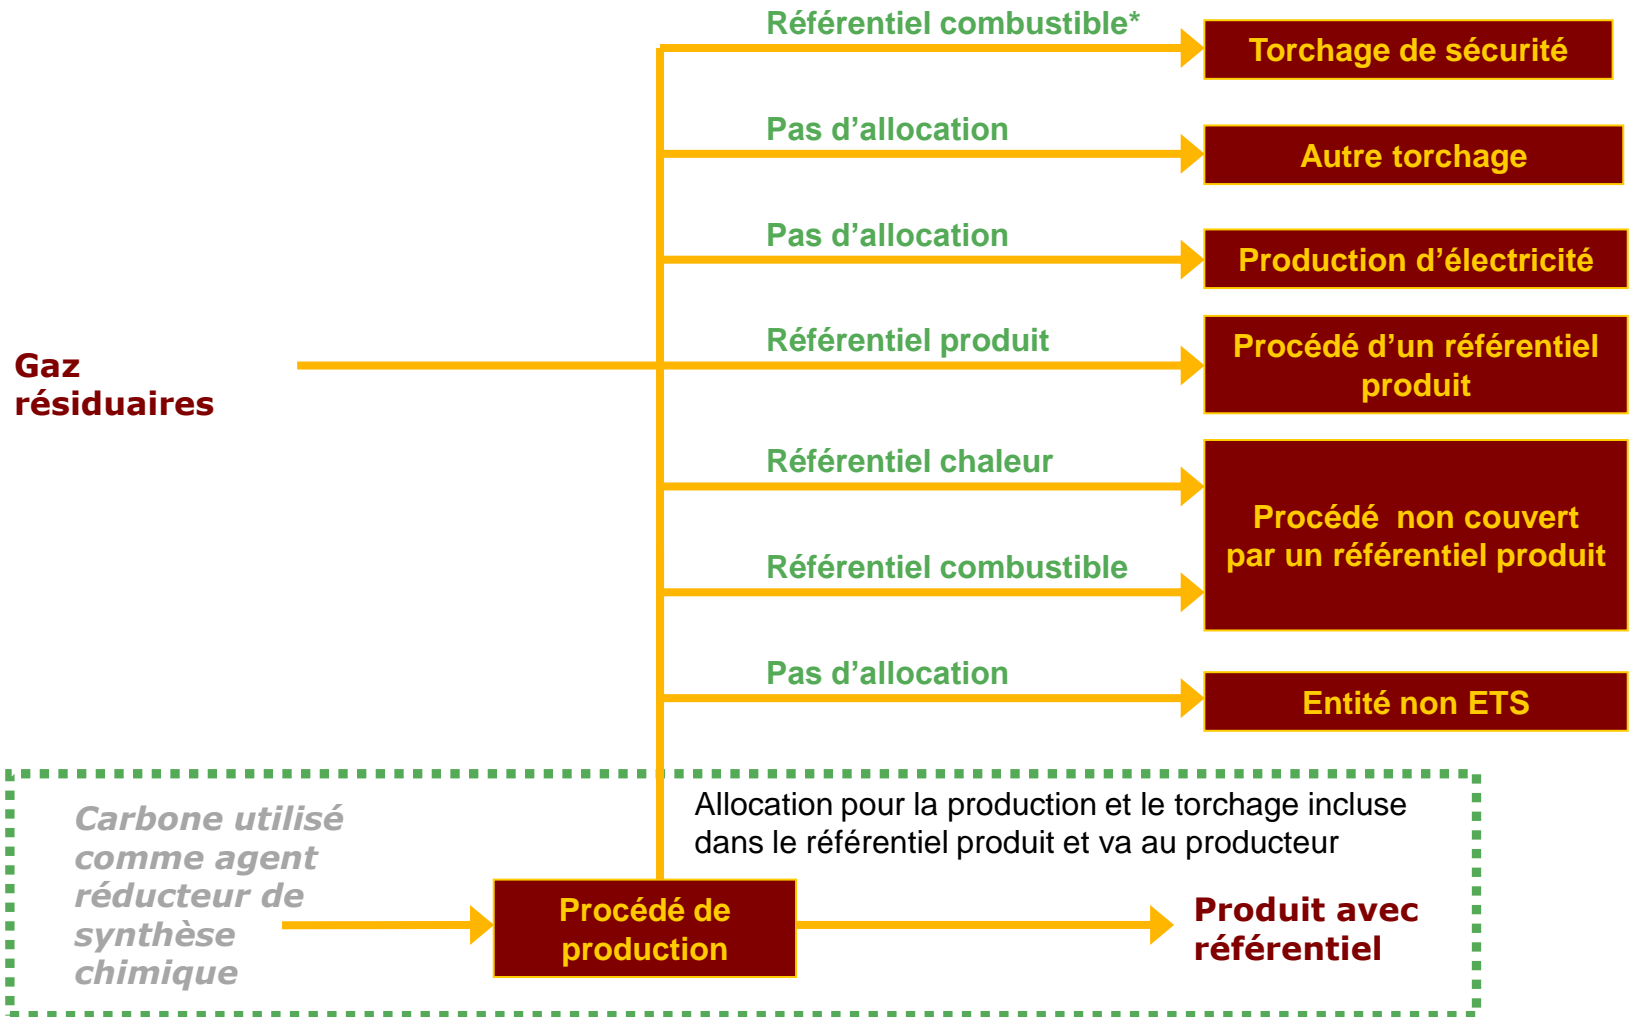 Référentiel combustible*
Torchage de sécurité
Pas d’allocation
Autre torchage
Pas d’allocation
Production d’électricité
Référentiel produit
Procédé d’un référentiel
produit
Gaz
résiduaires
Référentiel chaleur
Procédé non couvert
par un référentiel produit
Référentiel combustible
Pas d’allocation
Entité non ETS
Allocation pour la production et le torchage incluse
dans le référentiel produit et va au producteur
Carbone utilisé
comme agent
réducteur de
synthèse
chimique
Procédé de
production
Produit avec
référentiel